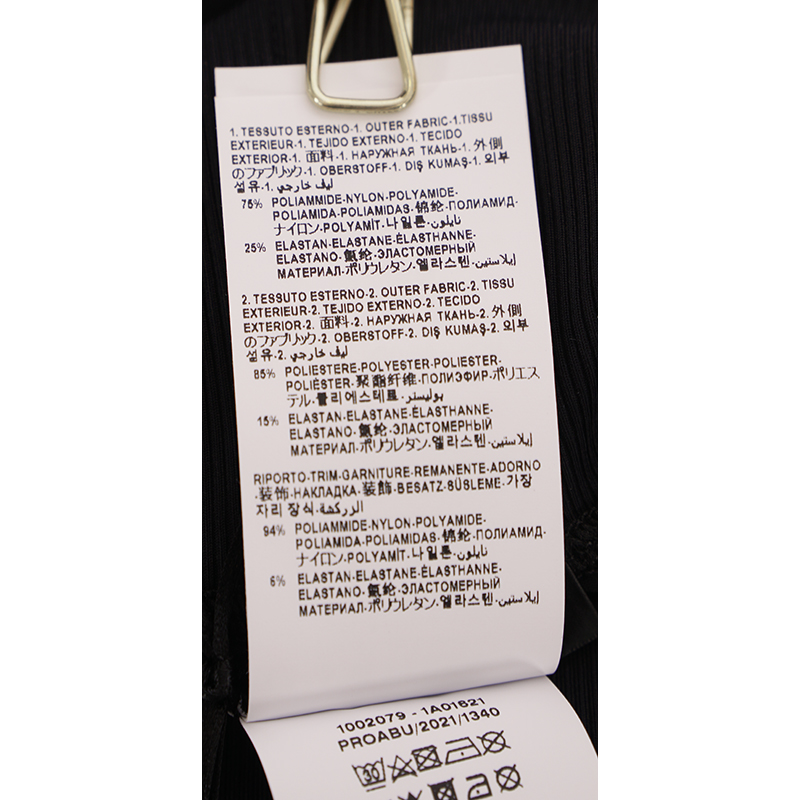 1. TESSUTO ESTERNO-1. OUTER FABRIC-1.TISSU
EXTERIEUR-1. TEJIDO EXTERNO-1. TECIDO
EXTERIOR-1. 面料-1. НАРУЖНАЯ ТКАНЬ-1. 外側
のファブリック-1. OBERSTOFF-1. DIŞ KUMAŞ-1. 외부
섬유-1. ليف خارجي
75% POLIAMMIDE-NYLON-POLYAMIDE-
POLIAMIDA-POLIAMIDAS-锦纶-ПОЛИАМИД-
ナイロン-POLYAMİT-나일론-نايلون
25% ELASTAN-ELASTANE-ÉLASTHANNE-
ELASTANO-氨纶-ЭЛАСТОМЕРНЫЙ
МАТЕРИАЛ-ポリウレタン-엘라스텐-إيلاستين
2. TESSUTO ESTERNO-2. OUTER FABRIC-2. TISSU
EXTERIEUR-2. TEJIDO EXTERNO-2. TECIDO
EXTERIOR-2. 面料-2. НАРУЖНАЯ ТКАНЬ-2. 外側
のファブリック-2. OBERSTOFF-2. DIŞ KUMAŞ-2. 외부
섬유-2. ليف خارجي
85% POLIESTERE-POLYESTER-POLIESTER-
POLIÉSTER-聚酯纤维-ПОЛИЭФИР-ポリエス
テル-폴리에스테르-بوليستر
15% ELASTAN-ELASTANE-ÉLASTHANNE-
ELASTANO-氨纶-ЭЛАСТОМЕРНЫЙ
МАТЕРИАЛ-ポリウレタン-엘라스텐-إيلاستين
RIPORTO-TRIM-GARNITURE-REMANENTE-ADORNO
-装饰-НАКЛАДКА-装飾-BESATZ-SÜSLEME-가장
자리 장식-الزركشة
94% POLIAMMIDE-NYLON-POLYAMIDE-
POLIAMIDA-POLIAMIDAS-锦纶-ПОЛИАМИД-
ナイロン-POLYAMİT-나일론-نايلون
6% ELASTAN-ELASTANE-ÉLASTHANNE-
ELASTANO-氨纶-ЭЛАСТОМЕРНЫЙ
МАТЕРИАЛ-ポリウレタン-엘라스텐-إيلاستين
1002079 - 1A01621
PROABU/2021/1340
30